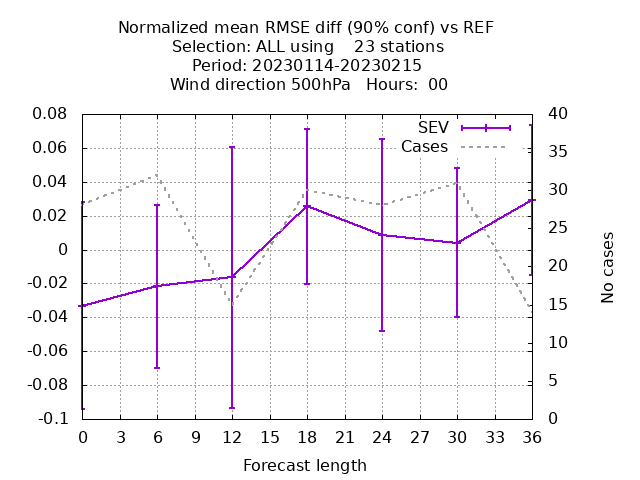 Normalized mean RMSE diff (90% conf) vs REF
Selection: ALL using    23 stations
Period: 20230114-20230215
Wind direction 500hPa   Hours:  00
SEV
Cases
0.08
0.06
0.04
0.02
0
-0.02
-0.04
-0.06
-0.08
-0.1
40
35
30
25
20
15
10
5
0
No cases
0 3 6 9 12 15 18 21 24 27 30 33 36
Forecast length